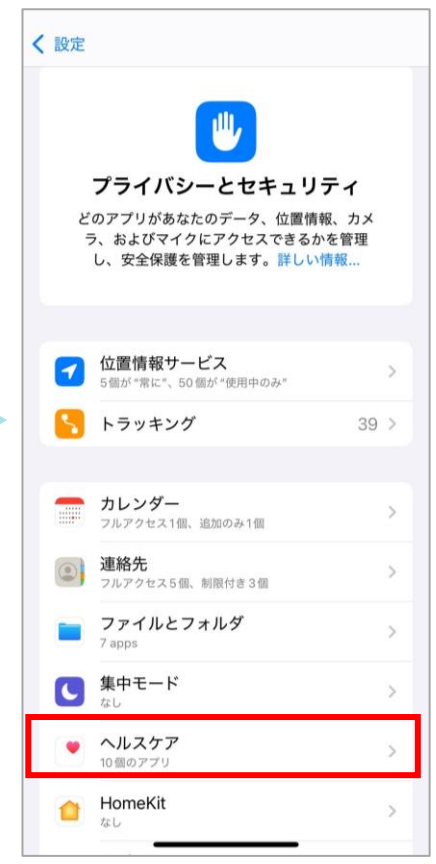 設定
プライバシーとセキュリティ
どのアプリがあなたのデータ、位置情報、カメ
ラ、およびマイクにアクセスできるかを管理
し、安全保護を管理します。詳しい情報...
位置情報サービス
5個が"常に"、50個が"使用中のみ"
トラッキング 39
カレンダー
フルアクセス1個、追加のみ1個
連絡先
フルアクセス5個、制限付き3個
ファイルとフォルダ
7 apps
集中モード
なし
ヘルスケア
10個のアプリ
HomeKit
なし